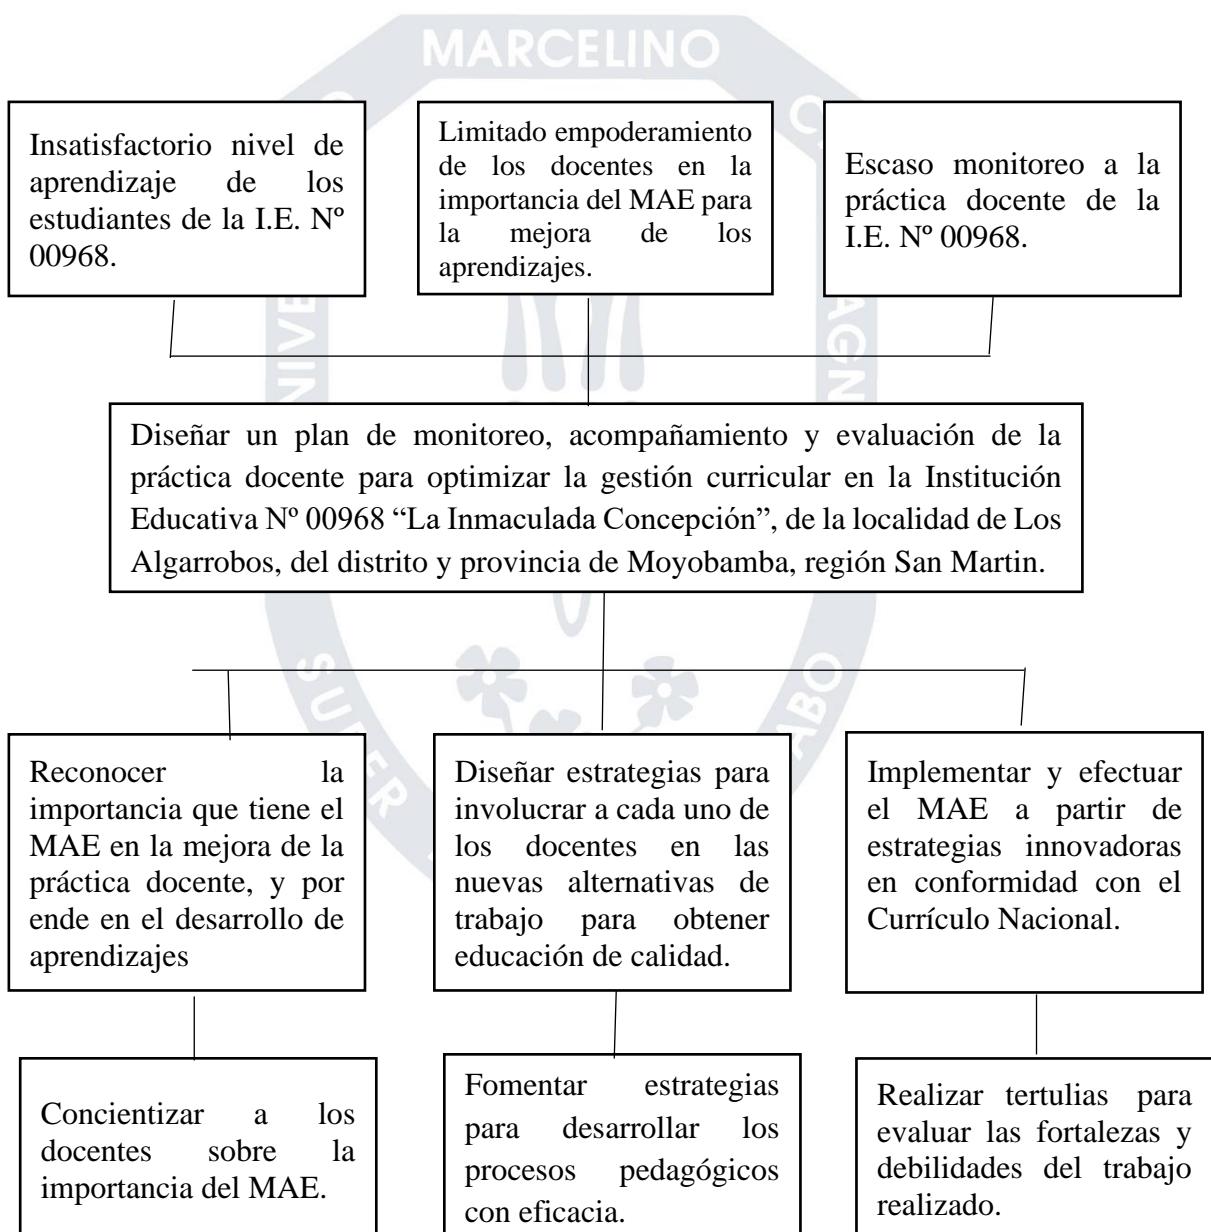 MARCELINO
Insatisfactorio nivel de
aprendizaje de los
estudiantes de la I.E. Nº
00968.
Limitado empoderamiento
de los docentes en la
importancia del MAE para
la mejora de los
aprendizajes.
Escaso monitoreo a la
práctica docente de la
I.E. Nº 00968.
Diseñar un plan de monitoreo, acompañamiento y evaluación de la
práctica docente para optimizar la gestión curricular en la Institución
Educativa Nº 00968 “La Inmaculada Concepción”, de la localidad de Los
Algarrobos, del distrito y provincia de Moyobamba, región San Martin.
Reconocer la
importancia que tiene el
MAE en la mejora de la
práctica docente, y por
ende en el desarrollo de
aprendizajes
Diseñar estrategias para
involucrar a cada uno de
los docentes en las
nuevas alternativas de
trabajo para obtener
educación de calidad.
Implementar y efectuar
el MAE a partir de
estrategias innovadoras
en conformidad con el
Currículo Nacional.
Concientizar a los
docentes sobre la
importancia del MAE.
Fomentar estrategias
para desarrollar los
procesos pedagógicos
con eficacia.
Realizar tertulias para
evaluar las fortalezas y
debilidades del trabajo
realizado.